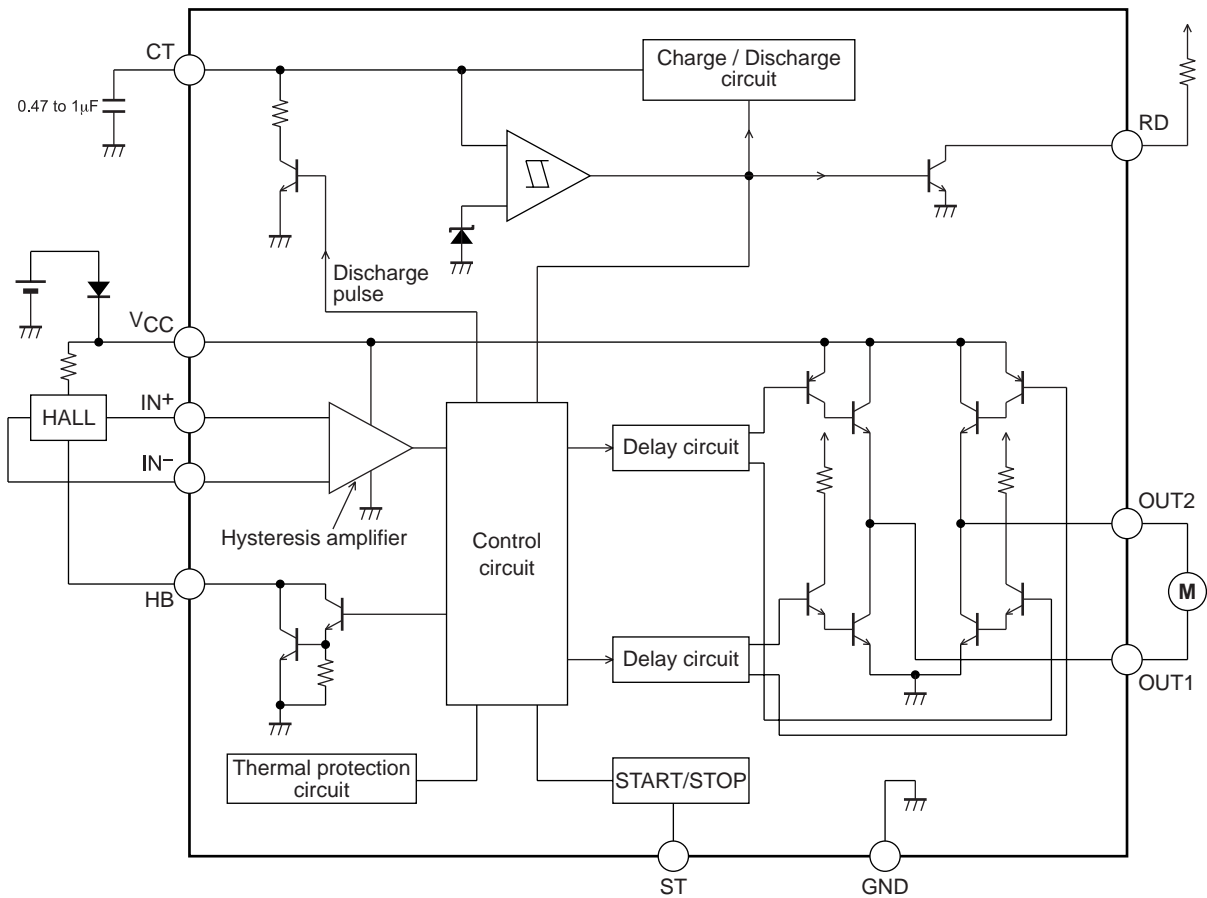 CT
Charge / Discharge
circuit
0.47 to 1μF
RD
Discharge
pulse
VCC
IN+
HALL
IN−
Delay circuit
OUT2
Hysteresis amplifier
Control
circuit
HB
M
Delay circuit
OUT1
Thermal protection
circuit
START/STOP
ST
GND